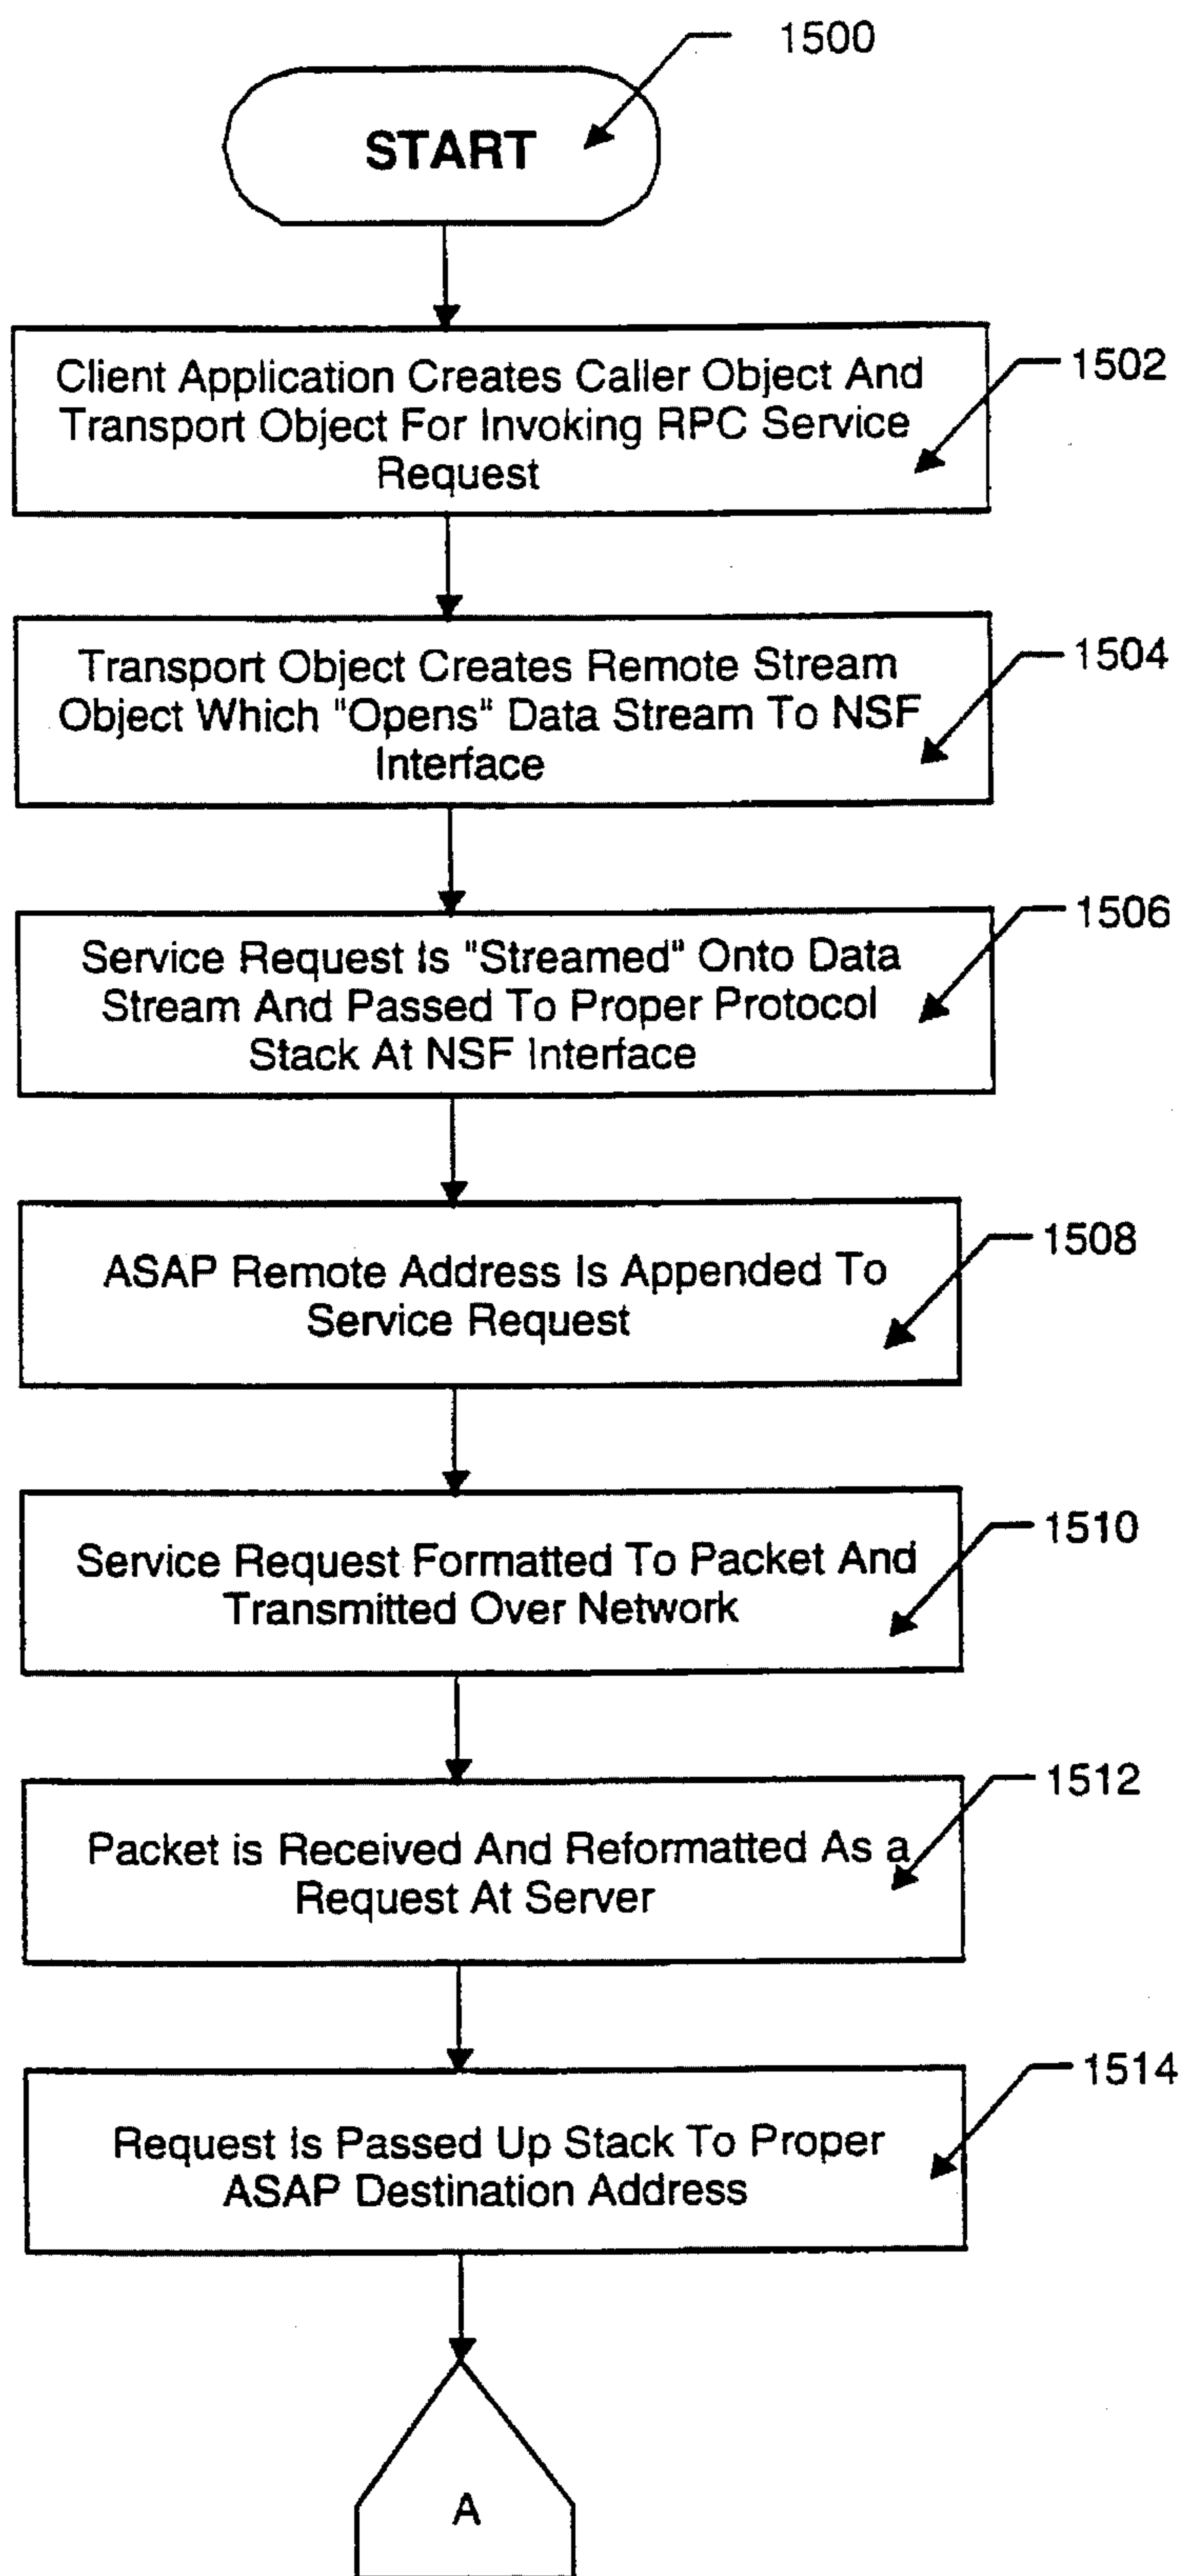 1500
START
Client Application Creates Caller Object And
Transport Object For Invoking RPC Service
Request
1502
Transport Object Creates Remote Stream
Object Which "Opens" Data Stream To NSF
Interface
1504
Service Request Is "Streamed" Onto Data
Stream And Passed To Proper Protocol
Stack At NSF Interface
1506
ASAP Remote Address Is Appended To
Service Request
1508
Service Request Formatted To Packet And
Transmitted Over Network
1510
Packet is Received And Reformatted As a
Request At Server
1512
Request Is Passed Up Stack To Proper
ASAP Destination Address
1514
A